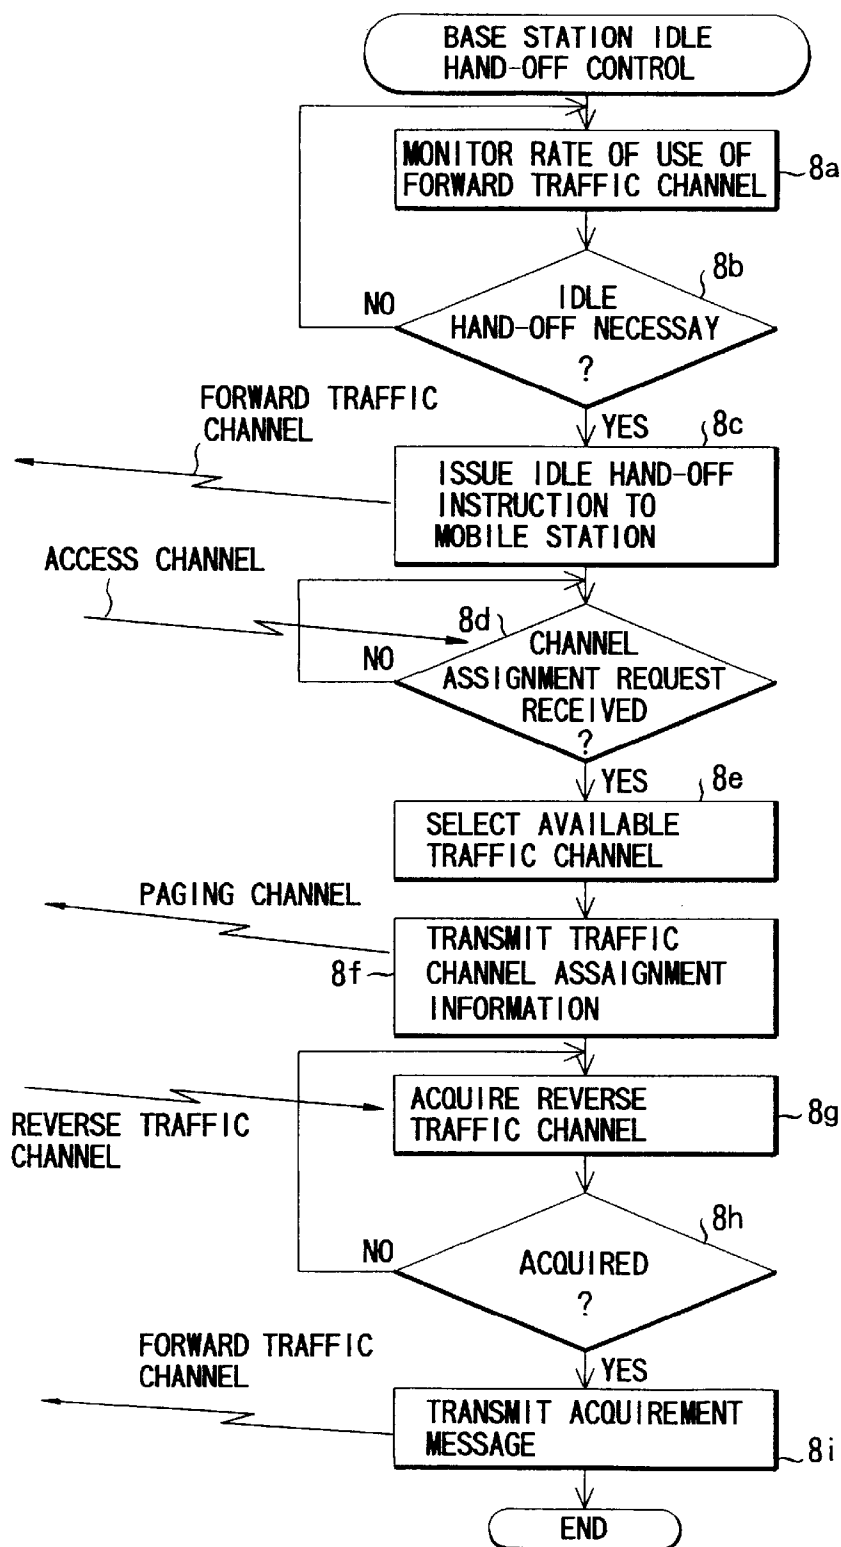 BASE STATION IDLE
HAND-OFF CONTROL
MONITOR RATE OF USE OF
FORWARD TRAFFIC CHANNEL
8a
8b
NO
IDLE
HAND-OFF NECESSAY
?
FORWARD TRAFFIC
CHANNEL
YES
8c
ISSUE IDLE HAND-OFF
INSTRUCTION TO
MOBILE STATION
ACCESS CHANNEL
8d
NO
CHANNEL
ASSIGNMENT REQUEST
RECEIVED
?
YES
8e
SELECT AVAILABLE
TRAFFIC CHANNEL
PAGING CHANNEL
8f
TRANSMIT TRAFFIC
CHANNEL ASSAIGNMENT
INFORMATION
REVERSE TRAFFIC
CHANNEL
ACQUIRE REVERSE
TRAFFIC CHANNEL
8g
8h
NO
ACQUIRED
?
FORWARD TRAFFIC
CHANNEL
YES
TRANSMIT ACQUIREMENT
MESSAGE
8i
END